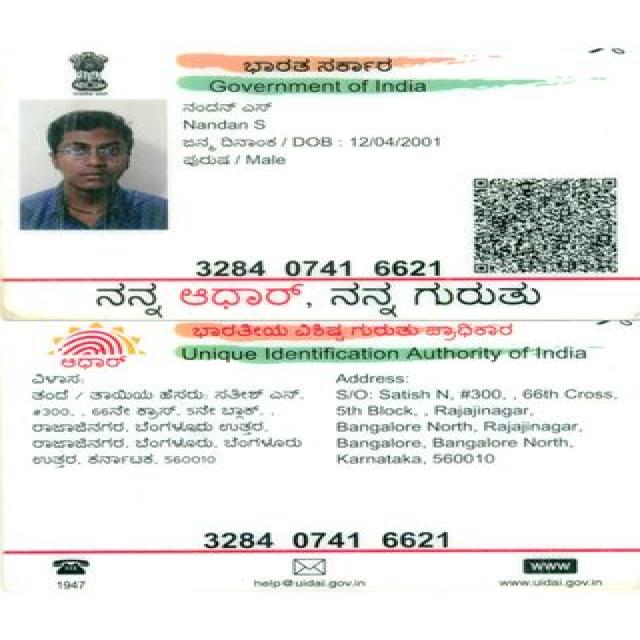 ಭಾರತ ಸರ್ಕಾರ
Government of India
ನಂದನ್ ಎಸ್
Nandan S
ಜನ್ಮ ದಿನಾಂಕ / DOB : 12/04/2001
ಪುರುಷ / Male
3284 0741 6621
ನನ್ನ ಆಧಾರ್, ನನ್ನ ಗುರುತು
ಭಾರತೀಯ ವಿಶಿಷ್ಟ ಗುರುತು ಪ್ರಾಧಿಕಾರ
Unique Identification Authority of India
ಆಧಾರ್
ವಿಳಾಸ:
ತಂದೆ / ತಾಯಿಯ ಹೆಸರು: ಸತೀಶ್ ಎನ್,
#300, , 66ನೇ ಕ್ರಾಸ್, 5ನೇ ಬ್ಲಾಕ್, ,
ರಾಜಾಜಿನಗರ, ಬೆಂಗಳೂರು ಉತ್ತರ,
ರಾಜಾಜಿನಗರ, ಬೆಂಗಳೂರು, ಬೆಂಗಳೂರು
ಉತ್ತರ, ಕರ್ನಾಟಕ, 560010
Address:
S/O: Satish N, #300, , 66th Cross,
5th Block, , Rajajinagar,
Bangalore North, Rajajinagar,
Bangalore, Bangalore North,
Karnataka, 560010
3284 0741 6621
1947
help@uidai.gov.in
www
www.uidai.gov.in